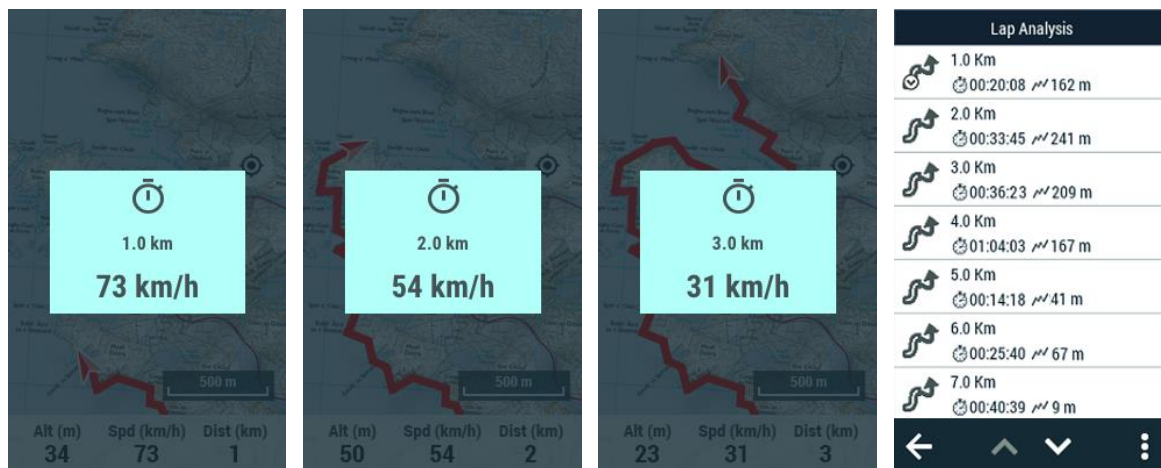 1.0 km
73 km/h
500 m
Alt (m) Spd (km/h) Dist (km)
34 73 1
2.0 km
54 km/h
500 m
Alt (m) Spd (km/h) Dist (km)
50 54 2
3.0 km
31 km/h
500 m
Alt (m) Spd (km/h) Dist (km)
23 31 3
Lap Analysis
1.0 Km
00:20:08 162 m
2.0 Km
00:33:45 241 m
3.0 Km
00:36:23 209 m
4.0 Km
01:04:03 167 m
5.0 Km
00:14:18 41 m
6.0 Km
00:25:40 67 m
7.0 Km
00:40:39 9 m